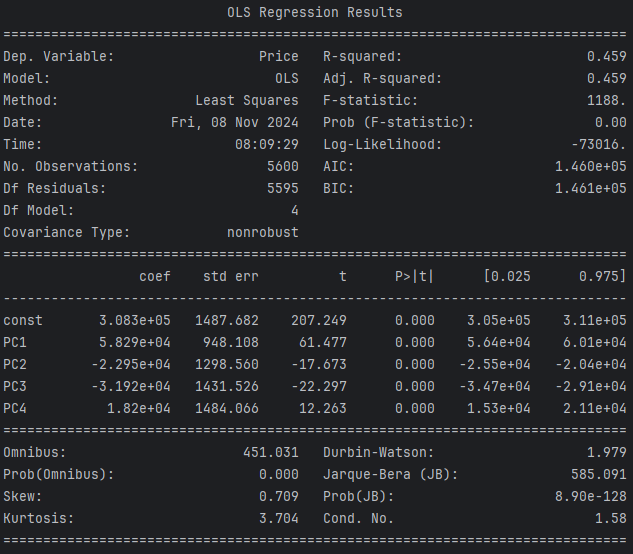 OLS Regression Results
==============================================================================
Dep. Variable:                  Price   R-squared:                       0.459
Model:                            OLS   Adj. R-squared:                  0.459
Method:                 Least Squares   F-statistic:                     1188.
Date:                Fri, 08 Nov 2024   Prob (F-statistic):               0.00
Time:                        08:09:29   Log-Likelihood:                -73016.
No. Observations:                5600   AIC:                         1.460e+05
Df Residuals:                    5595   BIC:                         1.461e+05
Df Model:                           4
Covariance Type:            nonrobust
==============================================================================
                 coef    std err          t      P>|t|      [0.025      0.975]
------------------------------------------------------------------------------
const       3.083e+05   1487.682    207.249      0.000    3.05e+05    3.11e+05
PC1         5.829e+04    948.108     61.477      0.000    5.64e+04    6.01e+04
PC2        -2.295e+04   1298.560    -17.673      0.000   -2.55e+04   -2.04e+04
PC3        -3.192e+04   1431.526    -22.297      0.000   -3.47e+04   -2.91e+04
PC4          1.82e+04   1484.066     12.263      0.000    1.53e+04    2.11e+04
==============================================================================
Omnibus:                      451.031   Durbin-Watson:                   1.979
Prob(Omnibus):                  0.000   Jarque-Bera (JB):              585.091
Skew:                           0.709   Prob(JB):                    8.90e-128
Kurtosis:                       3.704   Cond. No.                         1.58
==============================================================================